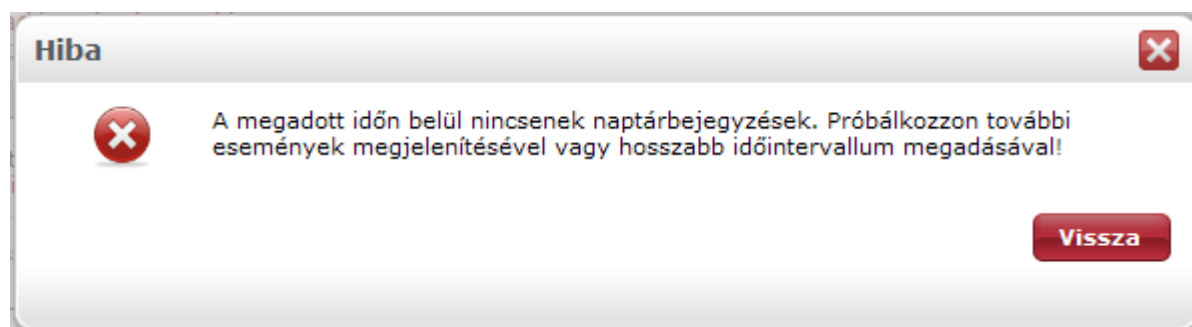 Hiba
A megadott időn belül nincsenek naptárbejegyzések. Próbálkozzon további
események megjelenítésével vagy hosszabb időintervallum megadásával!
Vissza